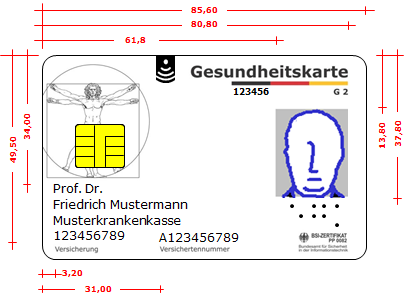 85,60
80,80
61,8
Gesundheitskarte
123456
G 2
49,50
34,00
13,80
37,80
Prof. Dr.
Friedrich Mustermann
Musterkrankenkasse
123456789
A123456789
Versicherung
Versichertennummer
BSI-ZERTIFIKAT
PP 0082
Bundesamt für Sicherheit
in der Informationstechnik
3,20
31,00